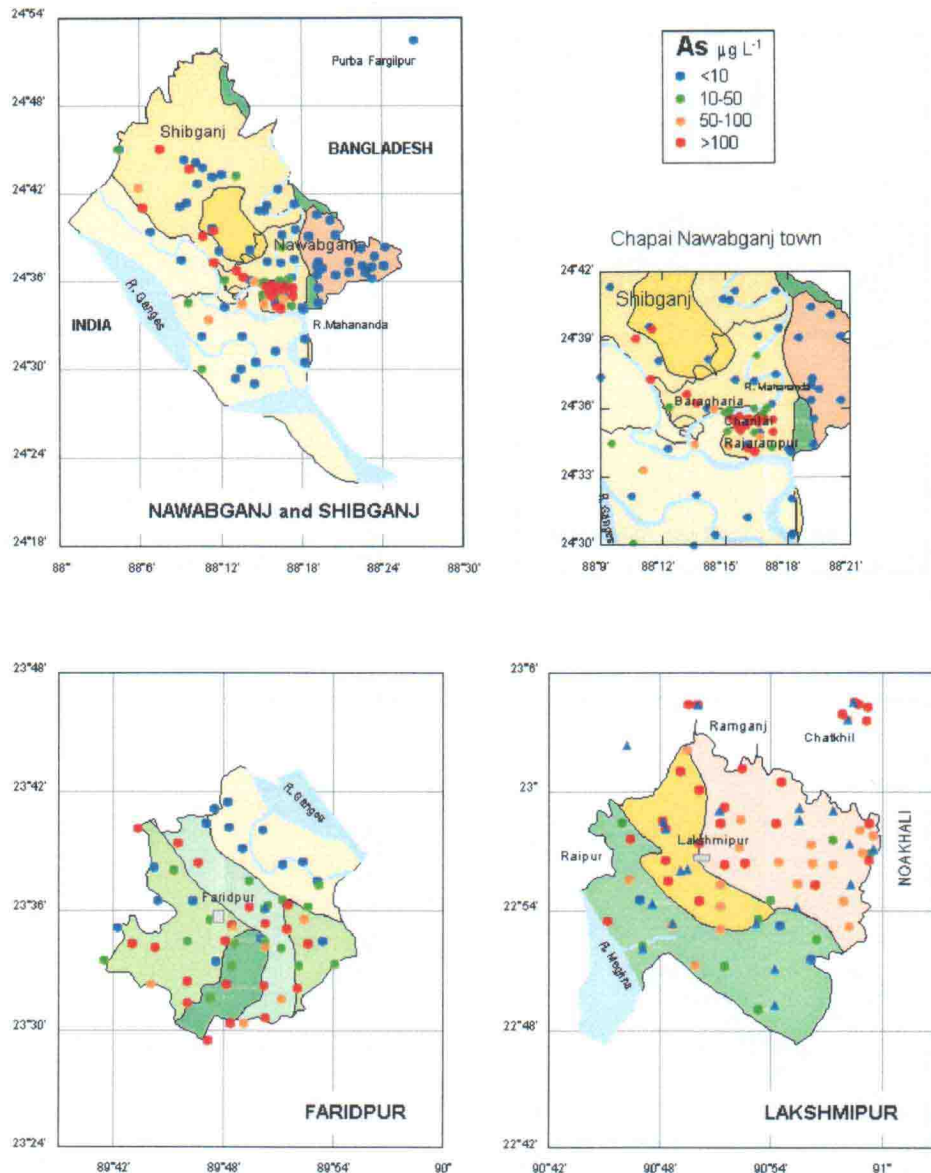 24°54'
24°48'
24°42'
24°36'
24°30'
24°24'
24°18'
88°
88°6'
88°12'
88°18'
88°24'
88°30'
Purba Fargilpur
Shibganj
BANGLADESH
Nawabganj
R. Ganges
INDIA
R.Mahananda
NAWABGANJ and SHIBGANJ
As µg L⁻¹
<10
10-50
50-100
>100
Chapai Nawabganj town
24°42'
24°39'
24°36'
24°33'
24°30'
88°9'
88°12'
88°15'
88°18'
88°21'
Shibganj
R. Mahananda
Baragharia
Rajarampur
R. Ganges
23°48'
23°42'
23°36'
23°30'
23°24'
89°42'
89°48'
89°54'
90°
R. Ganges
Faridpur
FARIDPUR
23°6'
23°
22°54'
22°48'
22°42'
90°42'
90°48'
90°54'
91°
Ramganj
Chatkhil
Lakshmipur
Raipur
NOAKHALI
R. Meghna
LAKSHMIPUR